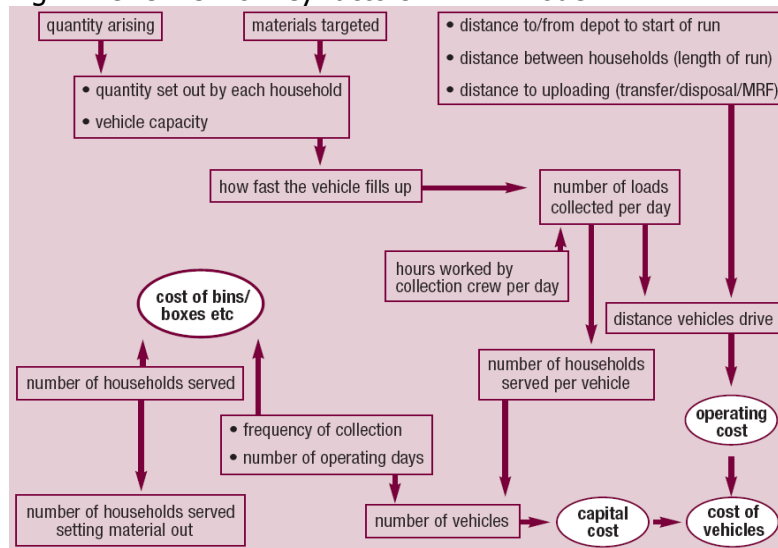 quantity arising
materials targeted
• distance to/from depot to start of run
• distance between households (length of run)
• distance to uploading (transfer/disposal/MRF)
• quantity set out by each household
• vehicle capacity
how fast the vehicle fills up
number of loads
collected per day
hours worked by
collection crew per day
cost of bins/
boxes etc
distance vehicles drive
number of households served
number of households
served per vehicle
• frequency of collection
• number of operating days
operating
cost
number of households served
setting material out
number of vehicles
capital
cost
cost of
vehicles